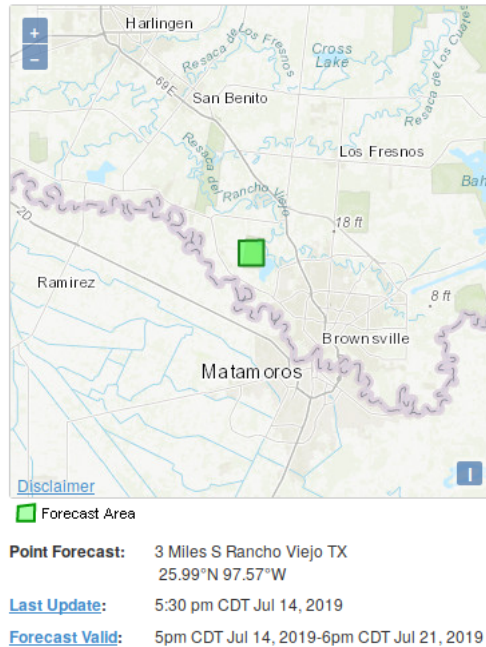 Harlingen
+
−
Resaca de Los Fresnos
Cross
Lake
Resaca de Los Cuates
69E
San Benito
Resaca del Rancho Viejo
Los Fresnos
Bah
2D
18 ft
Ramirez
8 ft
Brownsville
Matamoros
Disclaimer
I
Forecast Area
Point Forecast: 3 Miles S Rancho Viejo TX
25.99°N 97.57°W
Last Update: 5:30 pm CDT Jul 14, 2019
Forecast Valid: 5pm CDT Jul 14, 2019-6pm CDT Jul 21, 2019